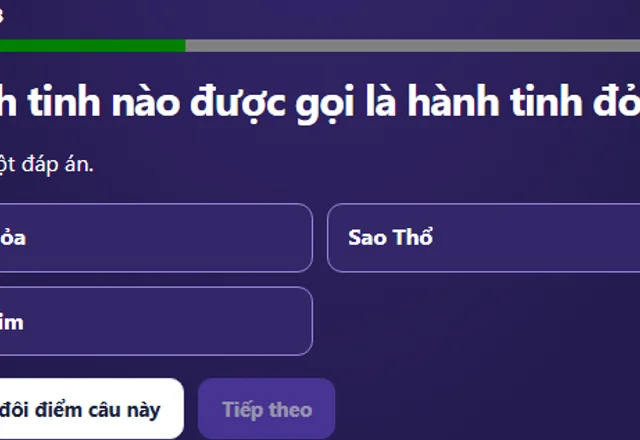 3
h tinh nào được gọi là hành tinh đỏ
ột đáp án.
ỏa
Sao Thổ
im
đôi điểm câu này
Tiếp theo